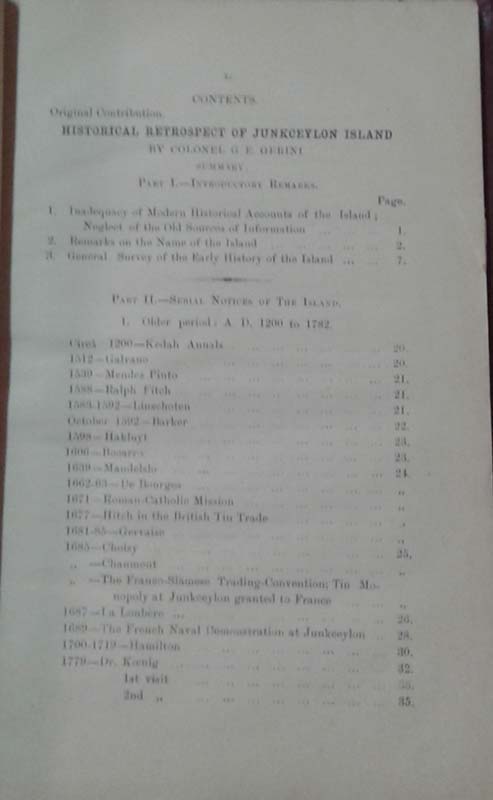 CONTENTS.
Original Contribution.
HISTORICAL RETROSPECT OF JUNKCEYLON ISLAND
BY COLONEL G E GERINI
SUMMARY.
PART I.—INTRODUCTORY REMARKS.
Page.
1. Inadequacy of Modern Historical Accounts of the Island;
Neglect of the Old Sources of Information ... ... 1.
2. Remarks on the Name of the Island ... ... ... 2.
3. General Survey of the Early History of the Island ... ... 7.
PART II.—SERIAL NOTICES OF THE ISLAND.
1. Older period; A D. 1200 to 1782.
Circâ 1200—Kedah Annals ... 20.
1512—Galvano ... 20.
1539—Mendes Pinto ... 21.
1588—Ralph Fitch ... 21.
1583-1592—Linschoten ... 21.
October 1592—Barker ... 22.
1598—Hakluyt ... 23.
1606—Bocarro ... 23.
1639—Mandelslo ... 24.
1662-63—De Bourges ... „
1671—Roman-Catholic Mission ... „
1677—Hitch in the British Tin Trade ... „
1681-85—Gervaise ... „
1685—Choisy ... 25.
„ —Chaumont ... „
„ —The Franco-Siamese Trading-Convention; Tin Mo-
nopoly at Junkceylon granted to France ... „
1687—La Loubère ... 26.
1689—The French Naval Demonstration at Junkceylon .. 28.
1700-1719—Hamilton ... 30.
1779—Dr. Kœnig ... 32.
1st visit ...
2nd „ ... 35.